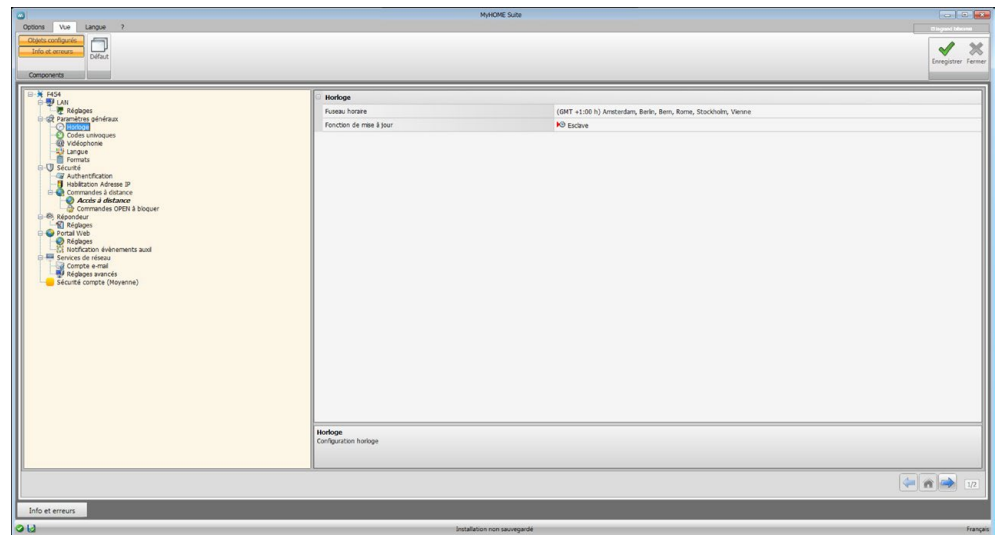 MyHOME Suite
Options Vue Langue ?
Objets configurés
Info et erreurs
Défaut
Components
Enregistrer Fermer
F454
LAN
Réglages
Paramètres généraux
Horloge
Codes univoques
Vidéophonie
Langue
Formats
Sécurité
Authentification
Habilitation Adresse IP
Commandes à distance
Accès à distance
Commandes OPEN à bloquer
Répondeur
Réglages
Portail Web
Réglages
Notification évènements auxil
Services de réseau
Compte e-mail
Réglages avancés
Sécurité compte (Moyenne)
Horloge
Fuseau horaire (GMT +1:00 h) Amsterdam, Berlin, Bern, Rome, Stockholm, Vienne
Fonction de mise à jour Esclave
Horloge
Configuration horloge
1/2
Info et erreurs
Installation non sauvegardé
Français